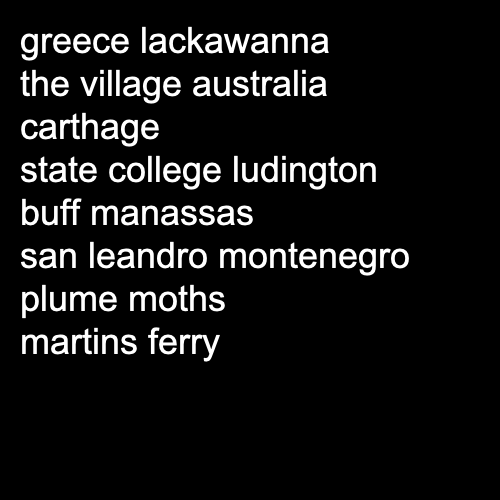 greece lackawanna
the village australia
carthage
state college ludington
buff manassas
san leandro montenegro
plume moths
martins ferry